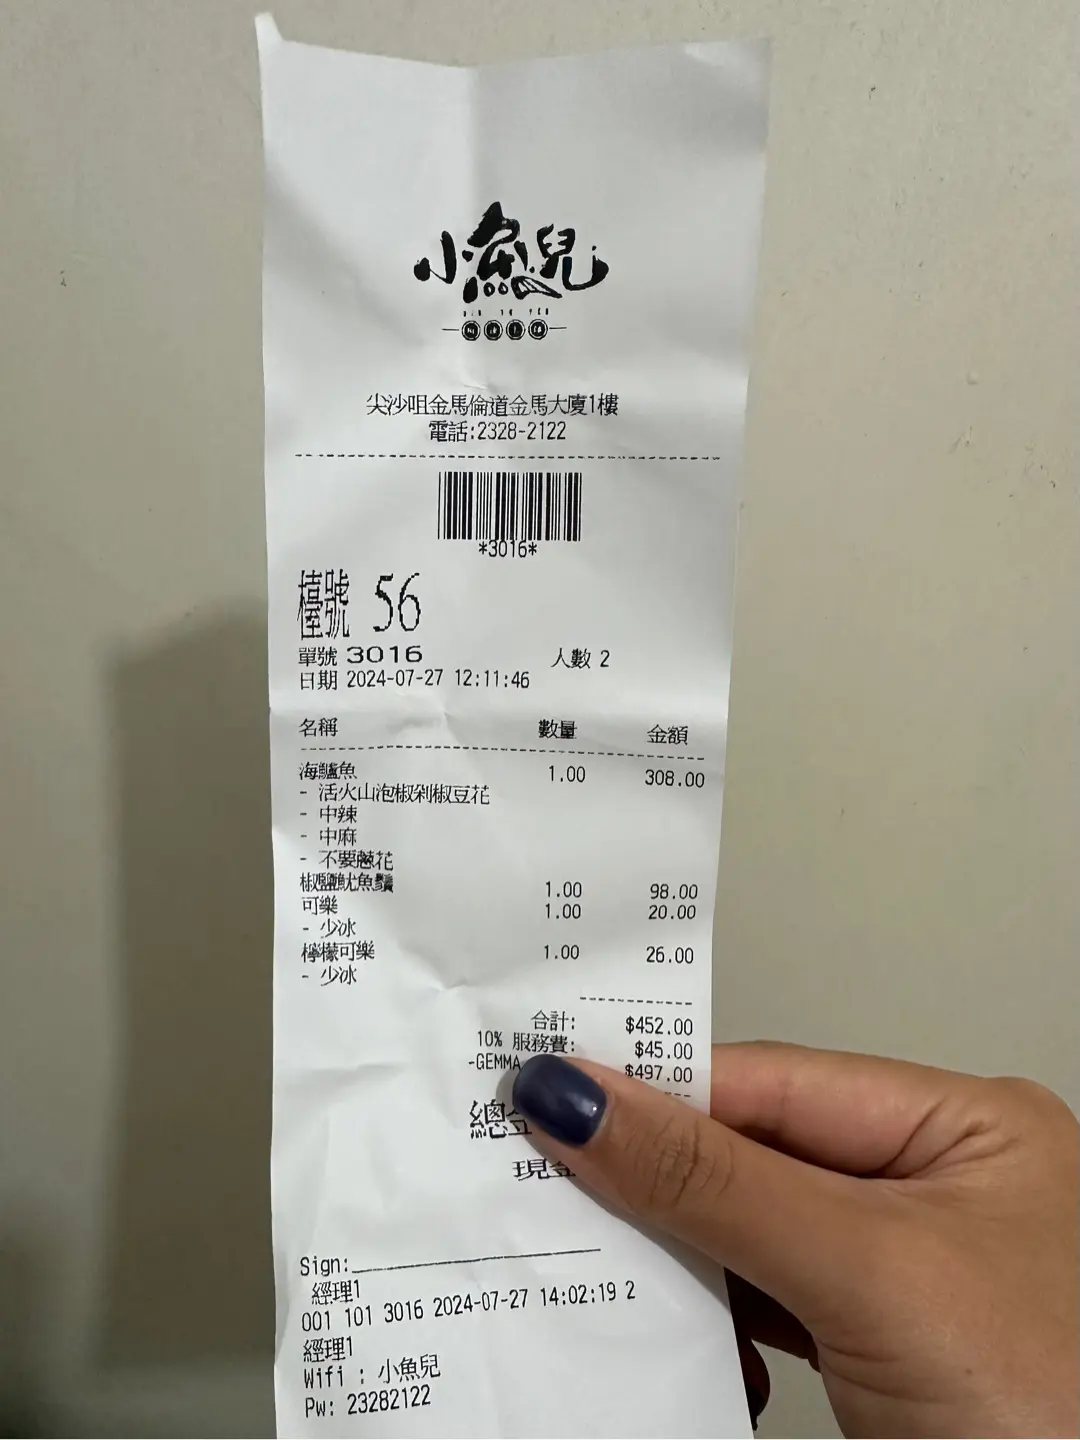 小魚兒
尖沙咀金馬倫道金馬大廈1樓
電話:2328-2122
*3016*
檯號 56
單號 3016 人數 2
日期 2024-07-27 12:11:46
名稱 數量 金額
海鱸魚 1.00 308.00
- 活火山泡椒剁椒豆花
- 中辣
- 中麻
- 不要蔥花
椒鹽魷魚鬚 1.00 98.00
可樂 1.00 20.00
- 少冰
檸檬可樂 1.00 26.00
- 少冰
合計: $452.00
10% 服務費: $45.00
-GEMMA $497.00
總
現
Sign:
經理1
001 101 3016 2024-07-27 14:02:19 2
經理1
Wifi : 小魚兒
Pw: 23282122